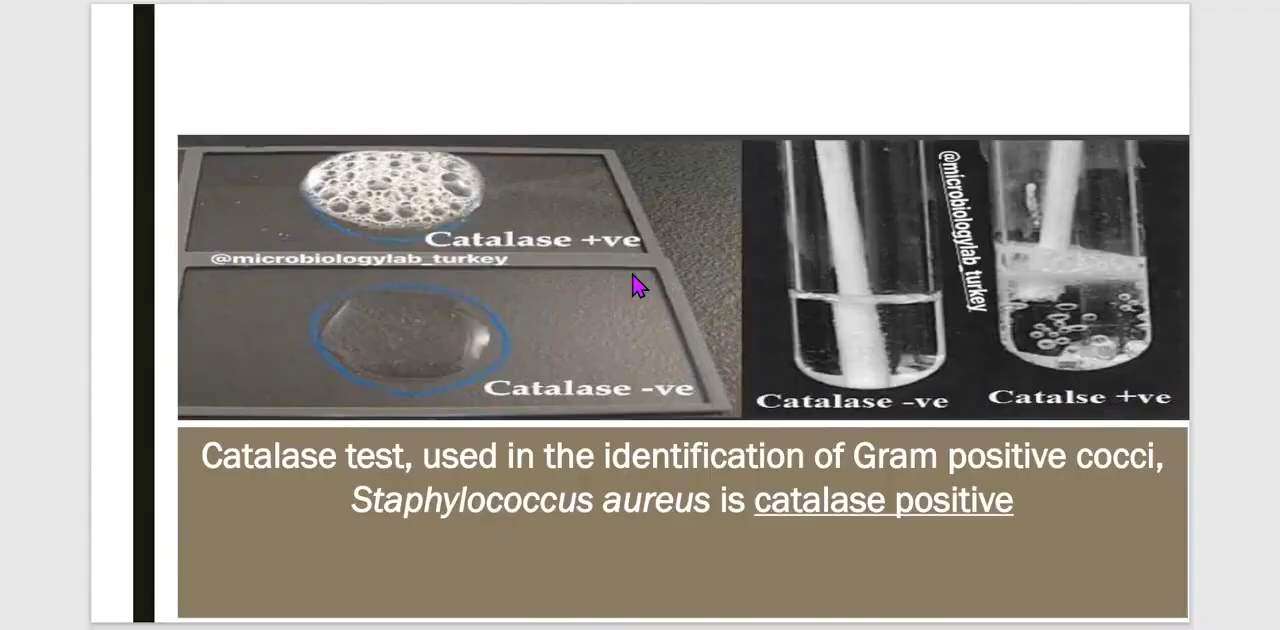 Catalase +ve
@microbiologylab_turkey
Catalase -ve
@microbiologylab_turkey
Catalase -ve
Catalse +ve
Catalase test, used in the identification of Gram positive cocci,
Staphylococcus aureus is catalase positive